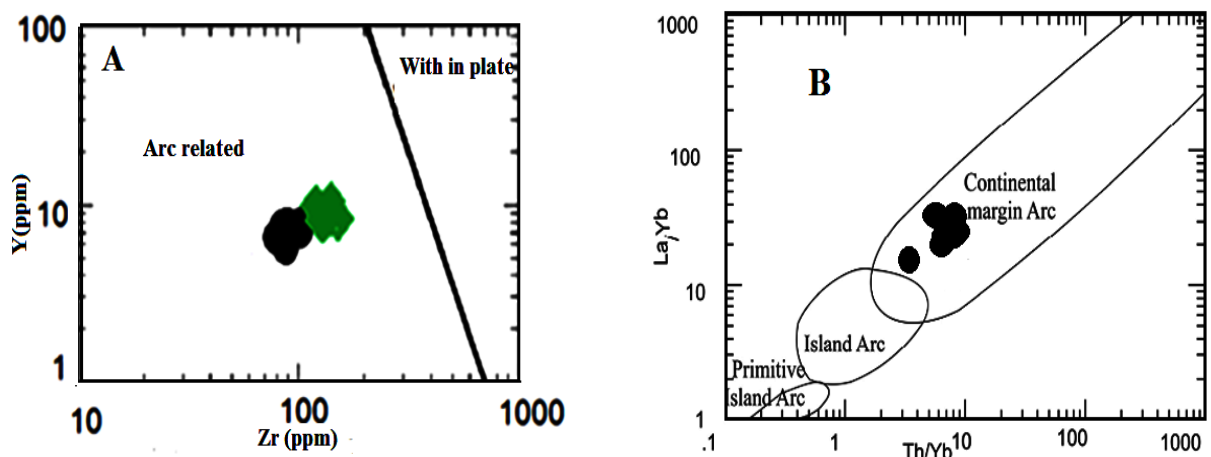 100
A
With in plate
Arc related
Y(ppm)
10
1
10
100
1000
Zr (ppm)
1000
B
100
Continental
margin Arc
La/Yb
10
Island Arc
Primitive
Island Arc
1
.1
1
10
100
1000
Th/Yb